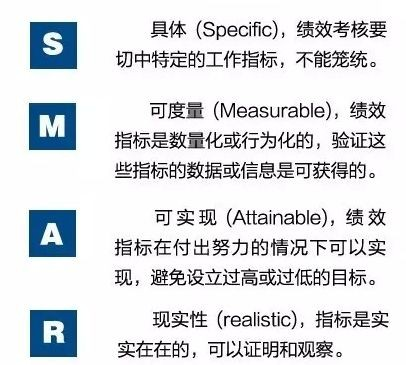 S
具体（Specific），绩效考核要
切中特定的工作指标，不能笼统。
M
可度量（Measurable），绩效
指标是数量化或行为化的，验证这
些指标的数据或信息是可获得的。
A
可实现（Attainable），绩效
指标在付出努力的情况下可以实
现，避免设立过高或过低的目标。
R
现实性（realistic），指标是实
实在在的，可以证明和观察。